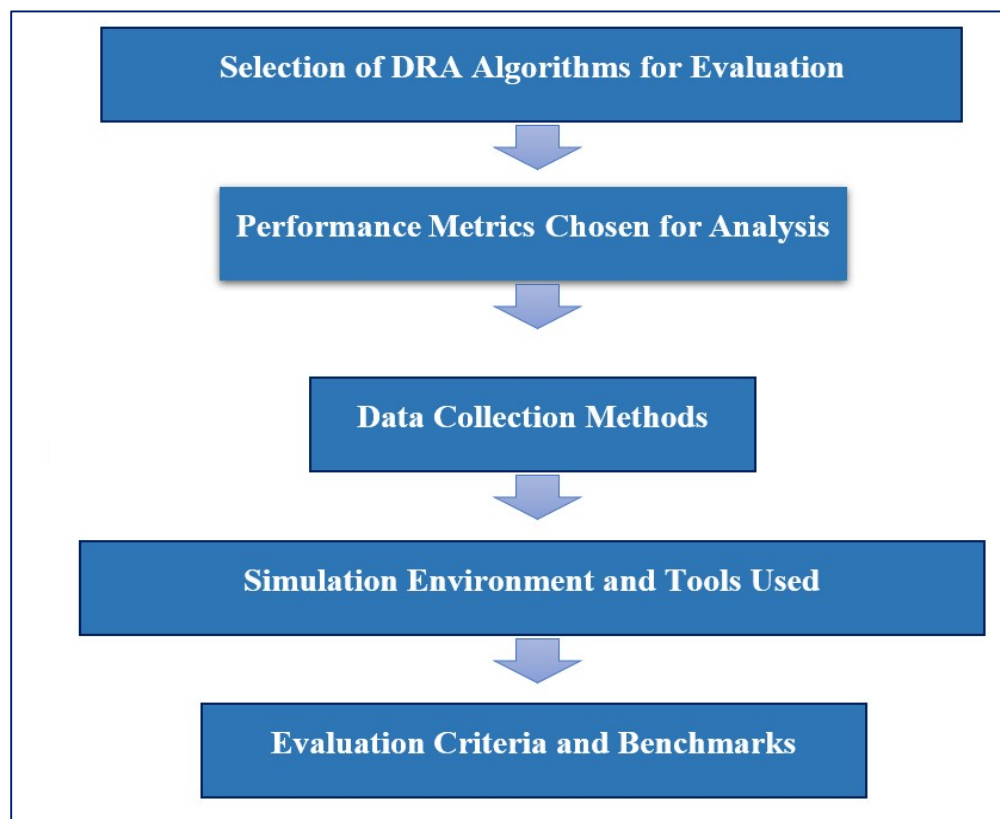 Selection of DRA Algorithms for Evaluation
Performance Metrics Chosen for Analysis
Data Collection Methods
Simulation Environment and Tools Used
Evaluation Criteria and Benchmarks